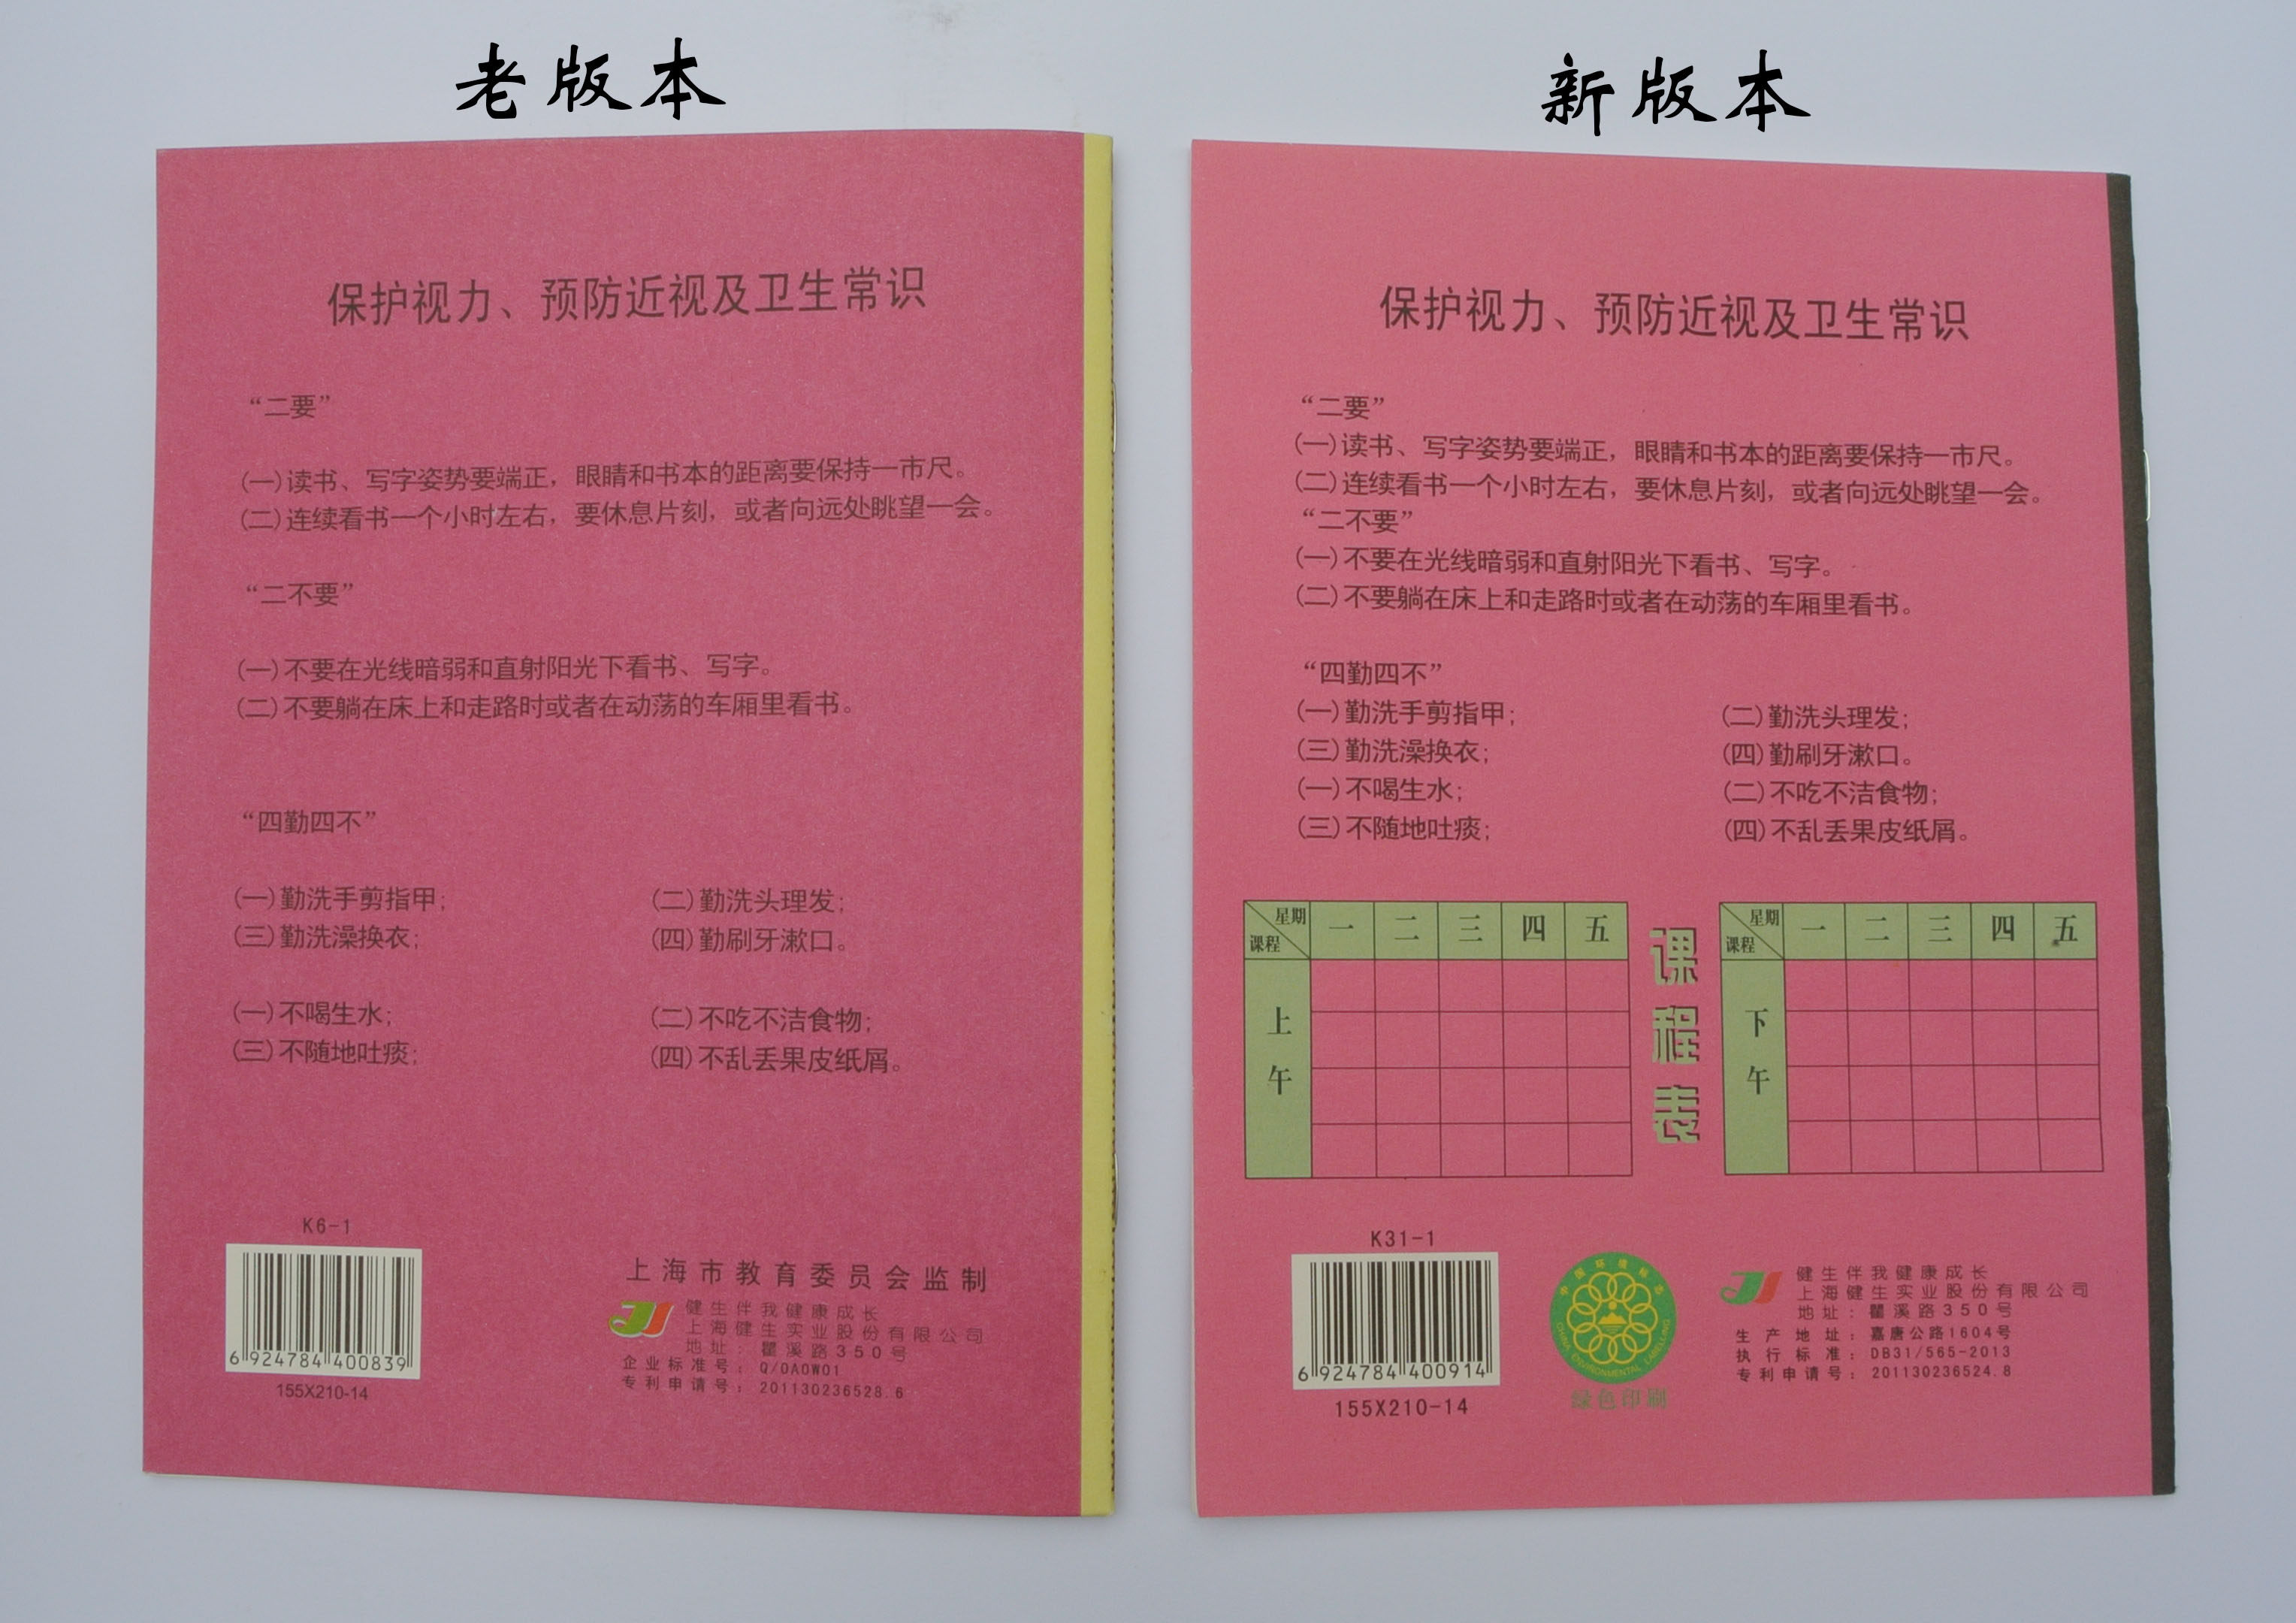 老版本
保护视力、预防近视及卫生常识
“二要”
(一)读书、写字姿势要端正，眼睛和书本的距离要保持一市尺。
(二)连续看书一个小时左右，要休息片刻，或者向远处眺望一会。
“二不要”
(一)不要在光线暗弱和直射阳光下看书、写字。
(二)不要躺在床上和走路时或者在动荡的车厢里看书。
“四勤四不”
(一)勤洗手剪指甲； (二)勤洗头理发；
(三)勤洗澡换衣； (四)勤刷牙漱口。
(一)不喝生水； (二)不吃不洁食物；
(三)不随地吐痰； (四)不乱丢果皮纸屑。
K6-1
6 924784 400839
155X210-14
上海市教育委员会监制
健生伴我健康成长
上海健生实业股份有限公司
地址：瞿溪路350号
企业标准号：Q/OAOW01
专利申请号：201130236528.6
新版本
保护视力、预防近视及卫生常识
“二要”
(一)读书、写字姿势要端正，眼睛和书本的距离要保持一市尺。
(二)连续看书一个小时左右，要休息片刻，或者向远处眺望一会。
“二不要”
(一)不要在光线暗弱和直射阳光下看书、写字。
(二)不要躺在床上和走路时或者在动荡的车厢里看书。
“四勤四不”
(一)勤洗手剪指甲； (二)勤洗头理发；
(三)勤洗澡换衣； (四)勤刷牙漱口。
(一)不喝生水； (二)不吃不洁食物；
(三)不随地吐痰； (四)不乱丢果皮纸屑。
星期 课程 一 二 三 四 五
上午
课程表
星期 课程 一 二 三 四 五
下午
K31-1
6 924784 400914
155X210-14
中国环境标志
CHINA ENVIRONMENTAL LABELLING
绿色印刷
健生伴我健康成长
上海健生实业股份有限公司
地址：瞿溪路350号
生产地址：嘉唐公路1604号
执行标准：DB31/565-2013
专利申请号：201130236524.8